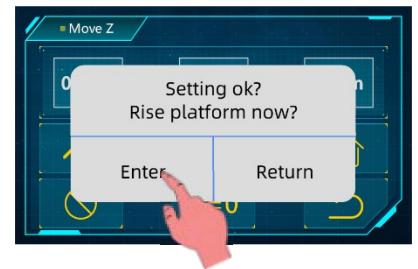 Move Z
Setting ok?
Rise platform now?
Enter
Return